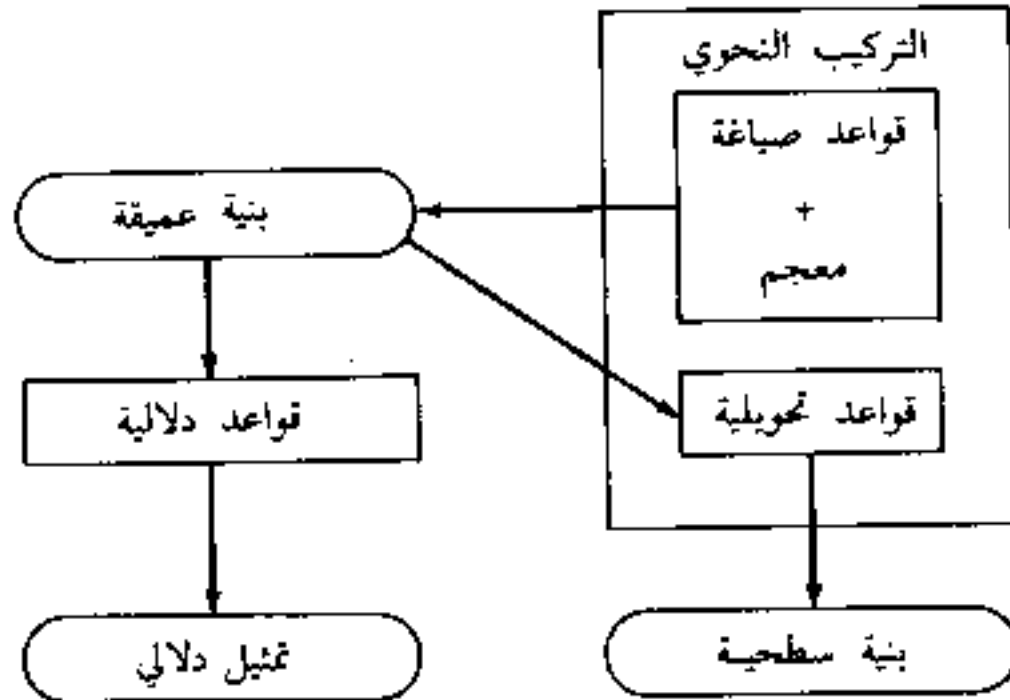 التركيب النحوي
قواعد صياغة
+
معجم
بنية عميقة
قواعد تحويلية
قواعد دلالية
بنية سطحية
تمثيل دلالي